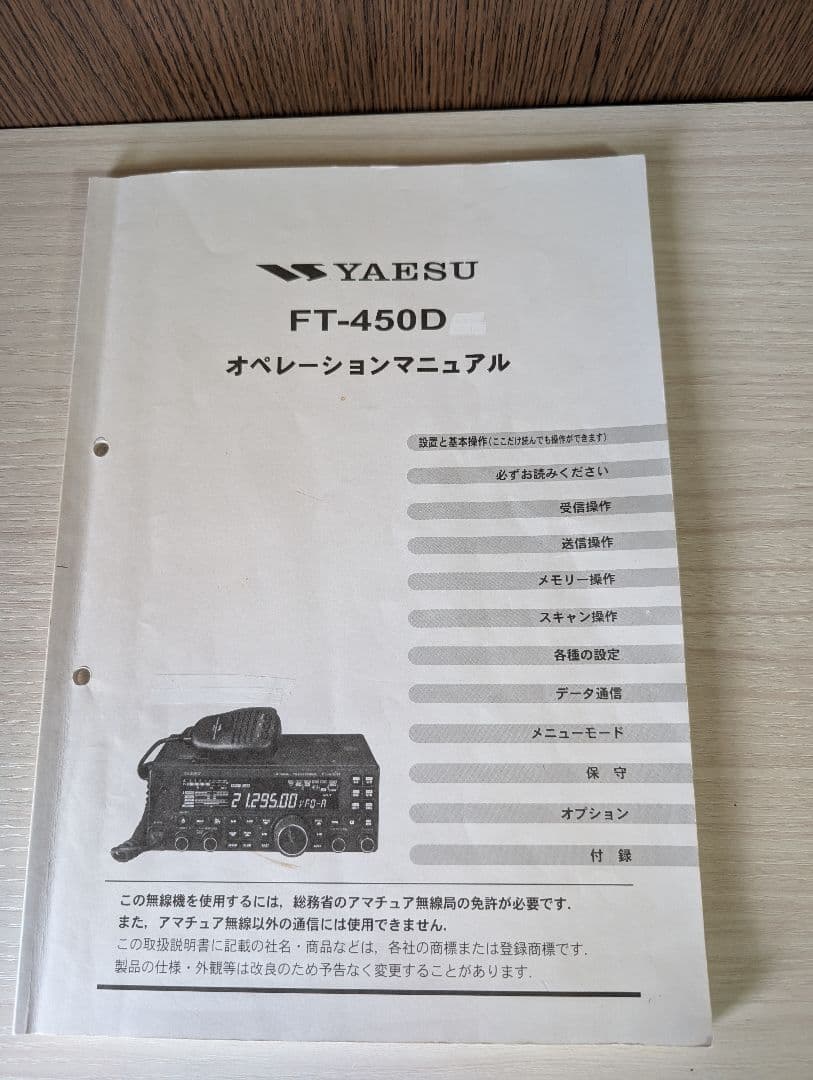 YAESU
FT-450D
オペレーションマニュアル
設置と基本操作(ここだけ読んでも操作ができます)
必ずお読みください
受信操作
送信操作
メモリー操作
スキャン操作
各種の設定
データ通信
メニューモード
保 守
オプション
付 録
21.295.00 VFO-A
この無線機を使用するには,総務省のアマチュア無線局の免許が必要です.
また,アマチュア無線以外の通信には使用できません.
この取扱説明書に記載の社名・商品などは,各社の商標または登録商標です.
製品の仕様・外観等は改良のため予告なく変更することがあります.